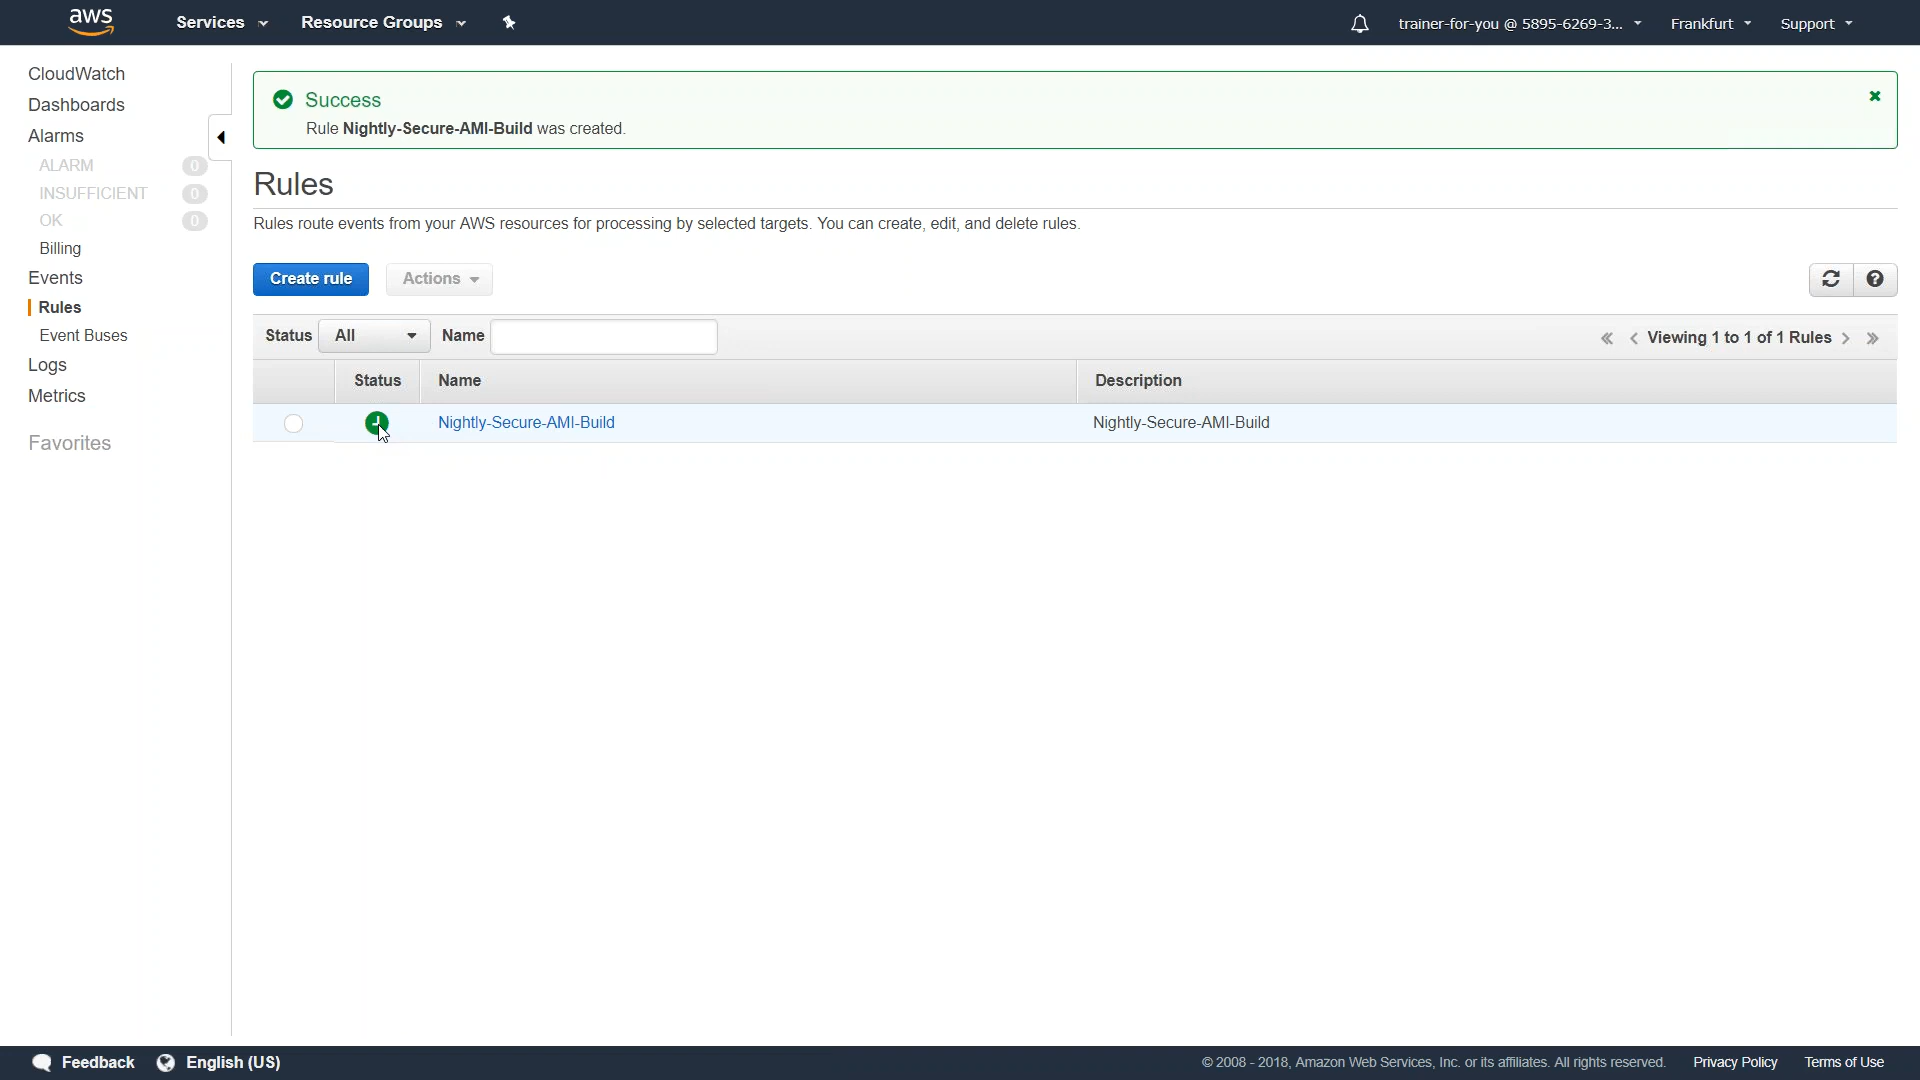 aws Services Resource Groups trainer-for-you @ 5895-6269-3... Frankfurt Support
CloudWatch
Dashboards
Alarms
ALARM 0
INSUFFICIENT 0
OK 0
Billing
Events
Rules
Event Buses
Logs
Metrics
Favorites
Success
Rule Nightly-Secure-AMI-Build was created.
Rules
Rules route events from your AWS resources for processing by selected targets. You can create, edit, and delete rules.
Create rule Actions
Status All Name « < Viewing 1 to 1 of 1 Rules > »
Status Name Description
Nightly-Secure-AMI-Build Nightly-Secure-AMI-Build
Feedback English (US) © 2008 - 2018, Amazon Web Services, Inc. or its affiliates. All rights reserved. Privacy Policy Terms of Use